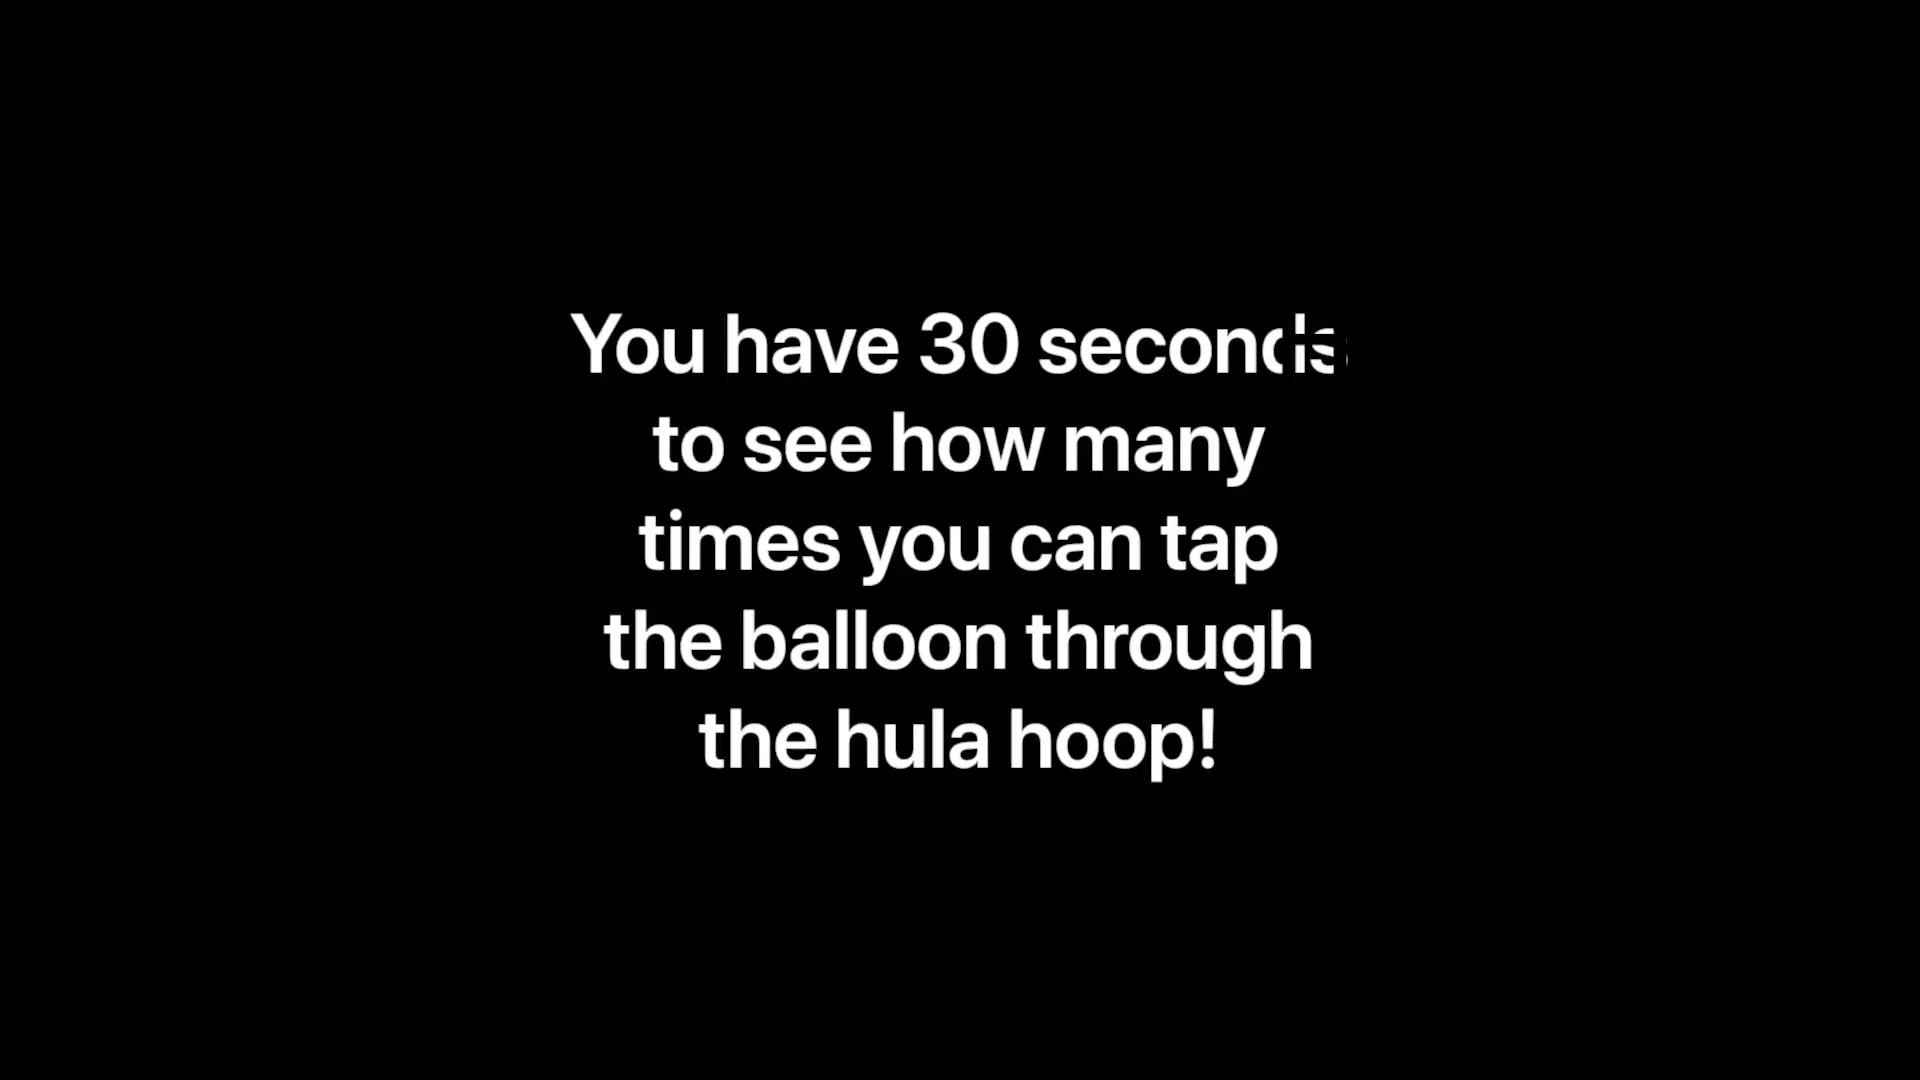 You have 30 seconds
to see how many
times you can tap
the balloon through
the hula hoop!